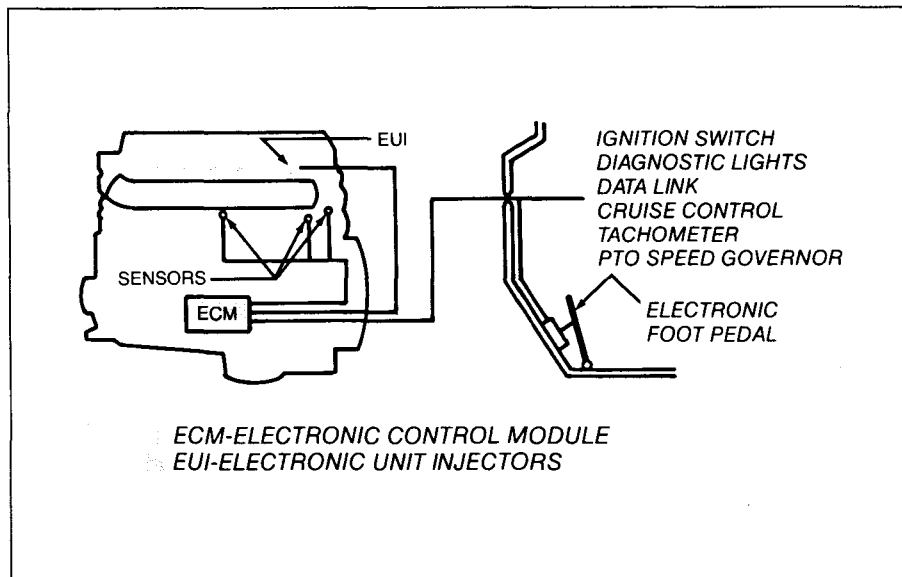 EUI
SENSORS
ECM
IGNITION SWITCH
DIAGNOSTIC LIGHTS
DATA LINK
CRUISE CONTROL
TACHOMETER
PTO SPEED GOVERNOR
ELECTRONIC
FOOT PEDAL
ECM-ELECTRONIC CONTROL MODULE
EUI-ELECTRONIC UNIT INJECTORS